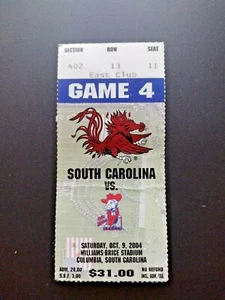 SECTION ROW SEAT
402 13 11
East Club
GAME 4
SOUTH CAROLINA
VS.
SATURDAY, OCT. 9, 2004
WILLIAMS-BRICE STADIUM
COLUMBIA, SOUTH CAROLINA
$31.00
NO REFUND